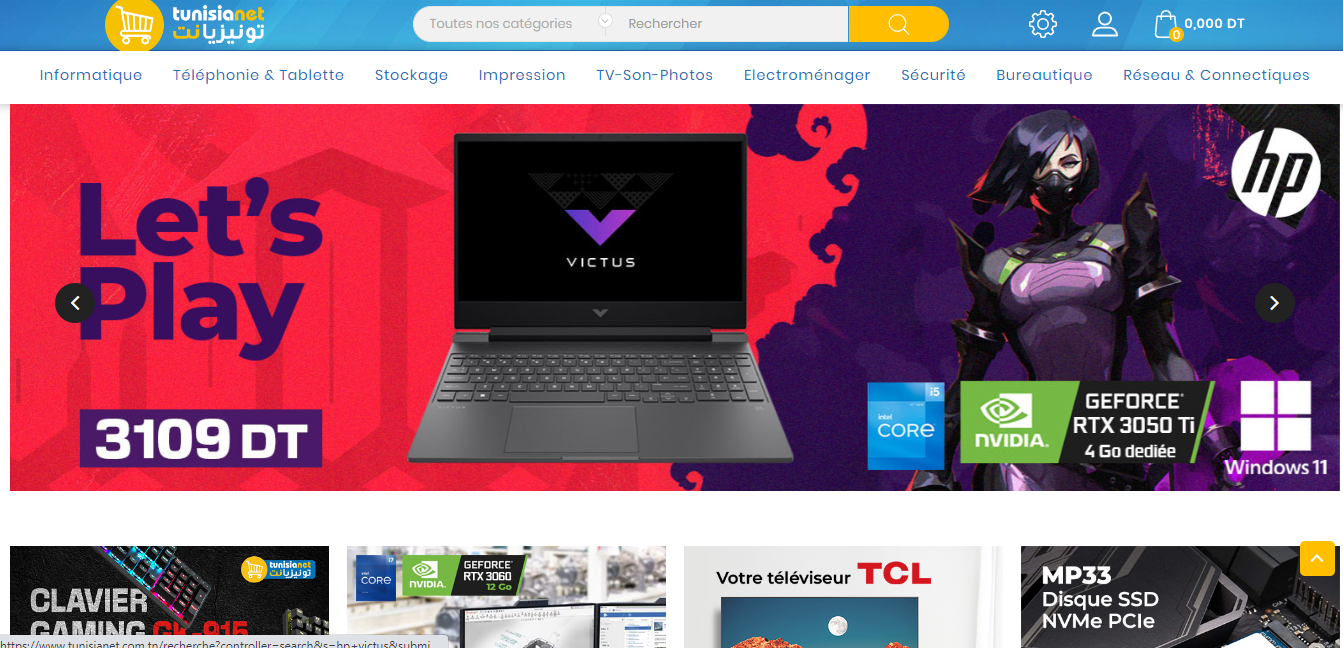 tunisianet
تونيزيانت
Toutes nos catégories
Rechercher
0
0,000 DT
Informatique
Téléphonie & Tablette
Stockage
Impression
TV-Son-Photos
Electroménager
Sécurité
Bureautique
Réseau & Connectiques
Let's
Play
3109 DT
VICTUS
hp
intel
CORE
i5
NVIDIA.
GEFORCE
RTX 3050 Ti
4 Go dediée
Windows 11
tunisianet
تونيزيانت
CLAVIER
GAMING GK-915
CORE
i7
NVIDIA.
GEFORCE
RTX 3060
12 Go
Votre téléviseur TCL
MP33
Disque SSD
NVMe PCIe
https://www.tunisianet.com.tn/recherche?controller=search&s=hp+victus&submi...